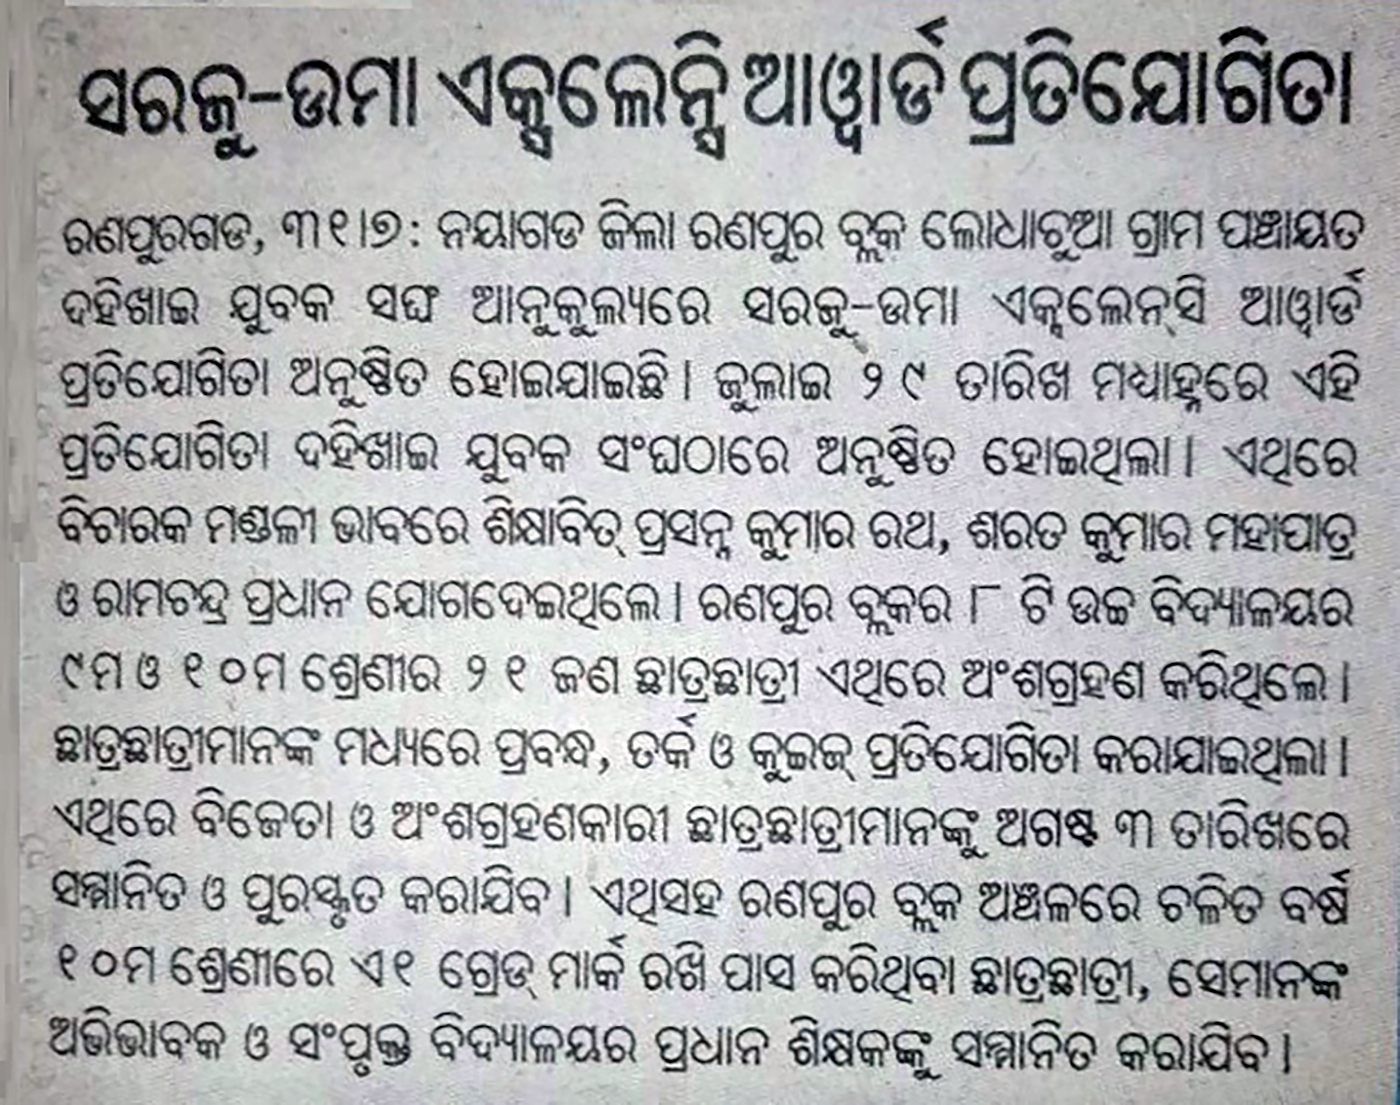 ସରଜୁ-ଉମା ଏକ୍ସଲେନ୍ସି ଆୱାର୍ଡ ପ୍ରତିଯୋଗିତା
ରଣପୁରଗଡ, ୩୧।୭: ନୟାଗଡ ଜିଲା ରଣପୁର ବ୍ଲକ ଲୋଧାଚୁଆ ଗ୍ରାମ ପଞ୍ଚାୟତ
ଦହିଖାଇ ଯୁବକ ସଙ୍ଘ ଆନୁକୁଲ୍ୟରେ ସରଜୁ-ଉମା ଏକ୍ସଲେନ୍‌ସି ଆୱାର୍ଡ
ପ୍ରତିଯୋଗିତା ଅନୁଷ୍ଠିତ ହୋଇଯାଇଛି। ଜୁଲାଇ ୨୯ ତାରିଖ ମଧ୍ୟାହ୍ନରେ ଏହି
ପ୍ରତିଯୋଗିତା ଦହିଖାଇ ଯୁବକ ସଂଘଠାରେ ଅନୁଷ୍ଠିତ ହୋଇଥିଲା। ଏଥିରେ
ବିଚାରକ ମଣ୍ଡଳୀ ଭାବରେ ଶିକ୍ଷାବିତ୍ ପ୍ରସନ୍ନ କୁମାର ରଥ, ଶରତ କୁମାର ମହାପାତ୍ର
ଓ ରାମଚନ୍ଦ୍ର ପ୍ରଧାନ ଯୋଗଦେଇଥିଲେ। ରଣପୁର ବ୍ଲକର ୮ ଟି ଉଚ୍ଚ ବିଦ୍ୟାଳୟର
୯ମ ଓ ୧୦ମ ଶ୍ରେଣୀର ୨୧ ଜଣ ଛାତ୍ରଛାତ୍ରୀ ଏଥିରେ ଅଂଶଗ୍ରହଣ କରିଥିଲେ।
ଛାତ୍ରଛାତ୍ରୀମାନଙ୍କ ମଧ୍ୟରେ ପ୍ରବନ୍ଧ, ତର୍କ ଓ କୁଇଜ୍ ପ୍ରତିଯୋଗିତା କରାଯାଇଥିଲା।
ଏଥିରେ ବିଜେତା ଓ ଅଂଶଗ୍ରହଣକାରୀ ଛାତ୍ରଛାତ୍ରୀମାନଙ୍କୁ ଅଗଷ୍ଟ ୩ ତାରିଖରେ
ସମ୍ମାନିତ ଓ ପୁରସ୍କୃତ କରାଯିବ। ଏଥିସହ ରଣପୁର ବ୍ଲକ ଅଞ୍ଚଳରେ ଚଳିତ ବର୍ଷ
୧୦ମ ଶ୍ରେଣୀରେ ଏ୧ ଗ୍ରେଡ୍ ମାର୍କ ରଖି ପାସ କରିଥିବା ଛାତ୍ରଛାତ୍ରୀ, ସେମାନଙ୍କ
ଅଭିଭାବକ ଓ ସଂପୃକ୍ତ ବିଦ୍ୟାଳୟର ପ୍ରଧାନ ଶିକ୍ଷକଙ୍କୁ ସମ୍ମାନିତ କରାଯିବ।